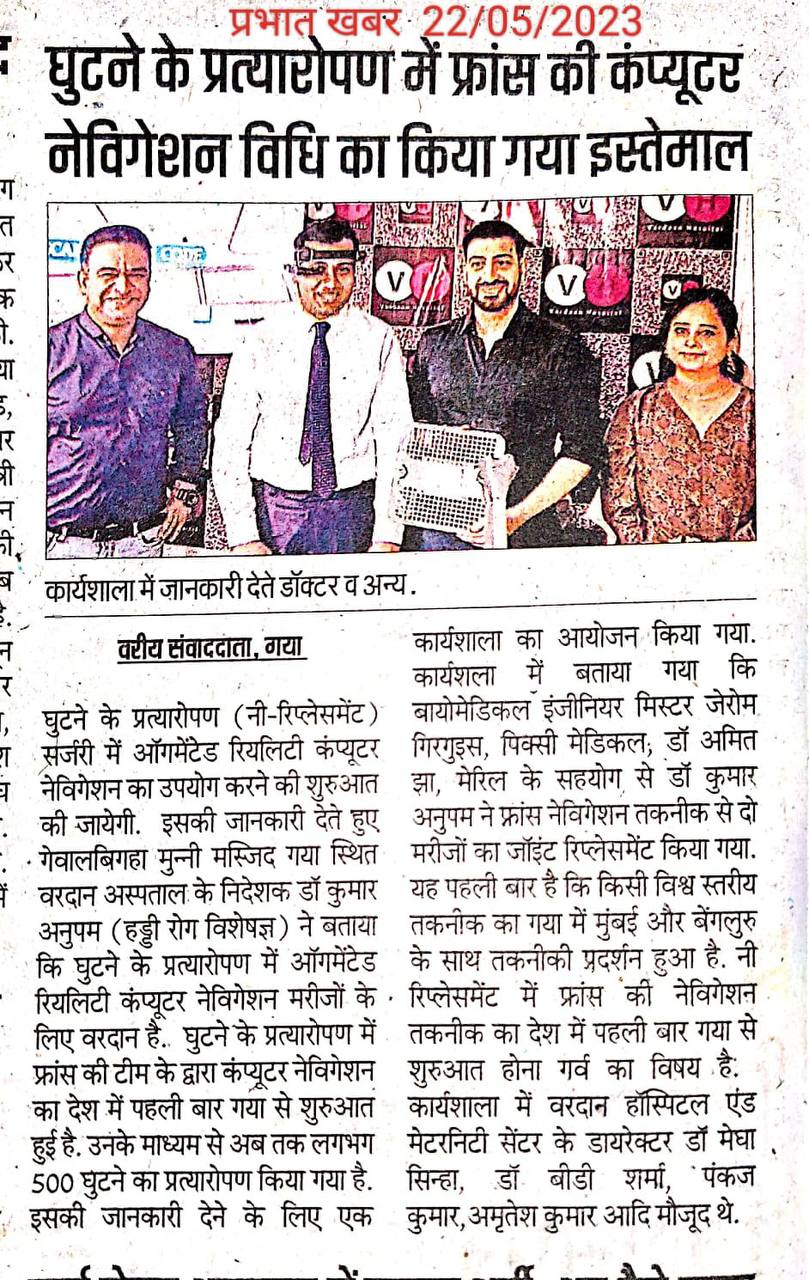 प्रभात खबर 22/05/2023
घुटने के प्रत्यारोपण में फ्रांस की कंप्यूटर
नेविगेशन विधि का किया गया इस्तेमाल
कार्यशाला में जानकारी देते डॉक्टर व अन्य.
वरीय संवाददाता, गया
घुटने के प्रत्यारोपण (नी-रिप्लेसमेंट)
सर्जरी में ऑगमेंटेड रियलिटी कंप्यूटर
नेविगेशन का उपयोग करने की शुरुआत
की जायेगी. इसकी जानकारी देते हुए
गेवालबिगहा मुन्नी मस्जिद गया स्थित
वरदान अस्पताल के निदेशक डॉ कुमार
अनुपम (हड्डी रोग विशेषज्ञ) ने बताया
कि घुटने के प्रत्यारोपण में ऑगमेंटेड
रियलिटी कंप्यूटर नेविगेशन मरीजों के
लिए वरदान है. घुटने के प्रत्यारोपण में
फ्रांस की टीम के द्वारा कंप्यूटर नेविगेशन
का देश में पहली बार गया से शुरुआत
हुई है. उनके माध्यम से अब तक लगभग
500 घुटने का प्रत्यारोपण किया गया है.
इसकी जानकारी देने के लिए एक
कार्यशाला का आयोजन किया गया.
कार्यशला में बताया गया कि
बायोमेडिकल इंजीनियर मिस्टर जेरोम
गिरगुइस, पिक्सी मेडिकल; डॉ अमित
झा, मेरिल के सहयोग से डॉ कुमार
अनुपम ने फ्रांस नेविगेशन तकनीक से दो
मरीजों का जॉइंट रिप्लेसमेंट किया गया.
यह पहली बार है कि किसी विश्व स्तरीय
तकनीक का गया में मुंबई और बेंगलुरु
के साथ तकनीकी प्रदर्शन हुआ है. नी
रिप्लेसमेंट में फ्रांस की नेविगेशन
तकनीक का देश में पहली बार गया से
शुरुआत होना गर्व का विषय है.
कार्यशाला में वरदान हॉस्पिटल एंड
मेटरनिटी सेंटर के डायरेक्टर डॉ मेघा
सिन्हा, डॉ बीडी शर्मा, पंकज
कुमार, अमृतेश कुमार आदि मौजूद थे.